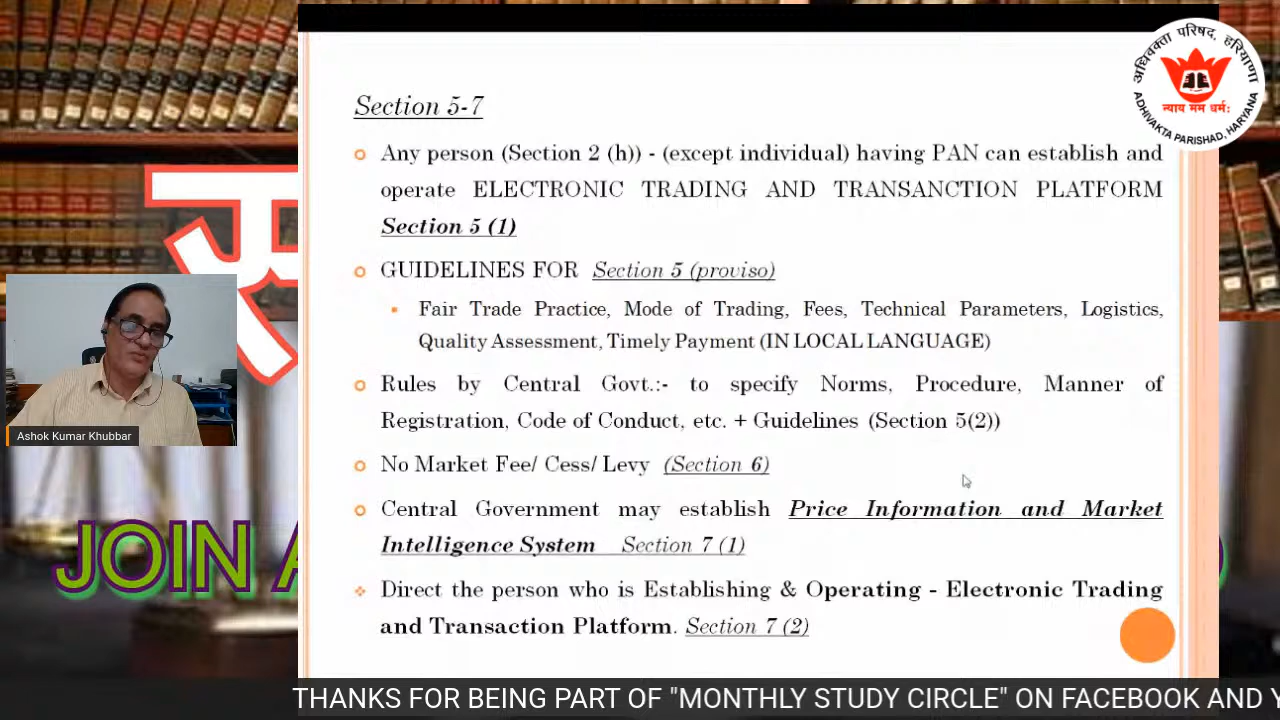 Section 5-7
Any person (Section 2 (h)) - (except individual) having PAN can establish and
operate ELECTRONIC TRADING AND TRANSANCTION PLATFORM
Section 5 (1)
GUIDELINES FOR Section 5 (proviso)
Fair Trade Practice, Mode of Trading, Fees, Technical Parameters, Logistics,
Quality Assessment, Timely Payment (IN LOCAL LANGUAGE)
Rules by Central Govt.:- to specify Norms, Procedure, Manner of
Registration, Code of Conduct, etc. + Guidelines (Section 5(2))
No Market Fee/ Cess/ Levy (Section 6)
Central Government may establish Price Information and Market
Intelligence System Section 7 (1)
Direct the person who is Establishing & Operating - Electronic Trading
and Transaction Platform. Section 7 (2)
अधिवक्ता परिषद, हरियाणा
न्याय मम धर्मः
ADHIVAKTA PARISHAD, HARYANA
Ashok Kumar Khubbar
JOIN A
THANKS FOR BEING PART OF "MONTHLY STUDY CIRCLE" ON FACEBOOK AND Y